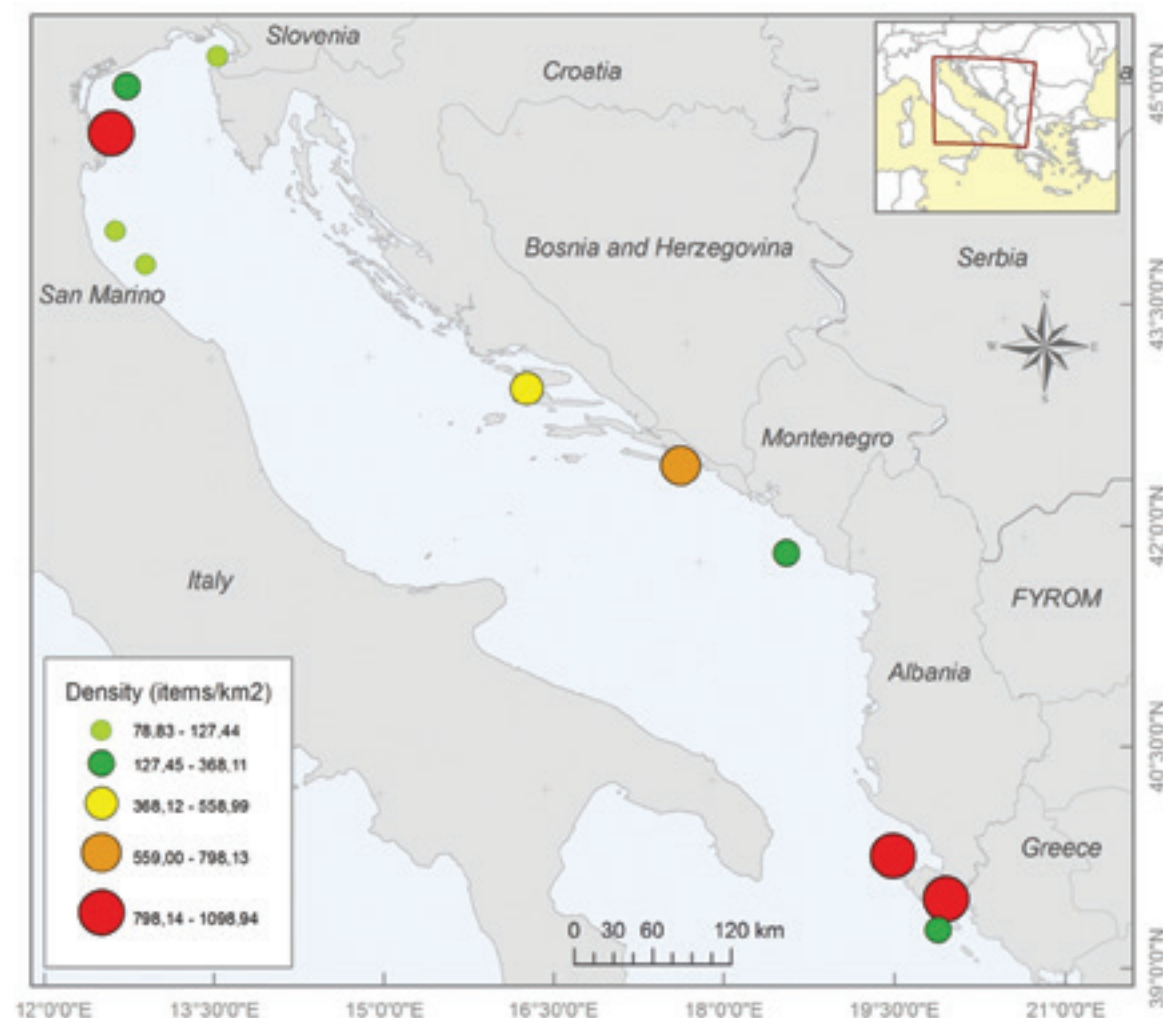 Slovenia
Croatia
a
Bosnia and Herzegovina
Serbia
San Marino
N
W
E
S
Montenegro
Italy
FYROM
Albania
Greece
Density (items/km2)
78,83 - 127,44
127,45 - 368,11
368,12 - 558,99
559,00 - 798,13
798,14 - 1098,94
0 30 60 120 km
45°0'0"N
43°30'0"N
42°0'0"N
40°30'0"N
39°0'0"N
12°0'0"E
13°30'0"E
15°0'0"E
16°30'0"E
18°0'0"E
19°30'0"E
21°0'0"E